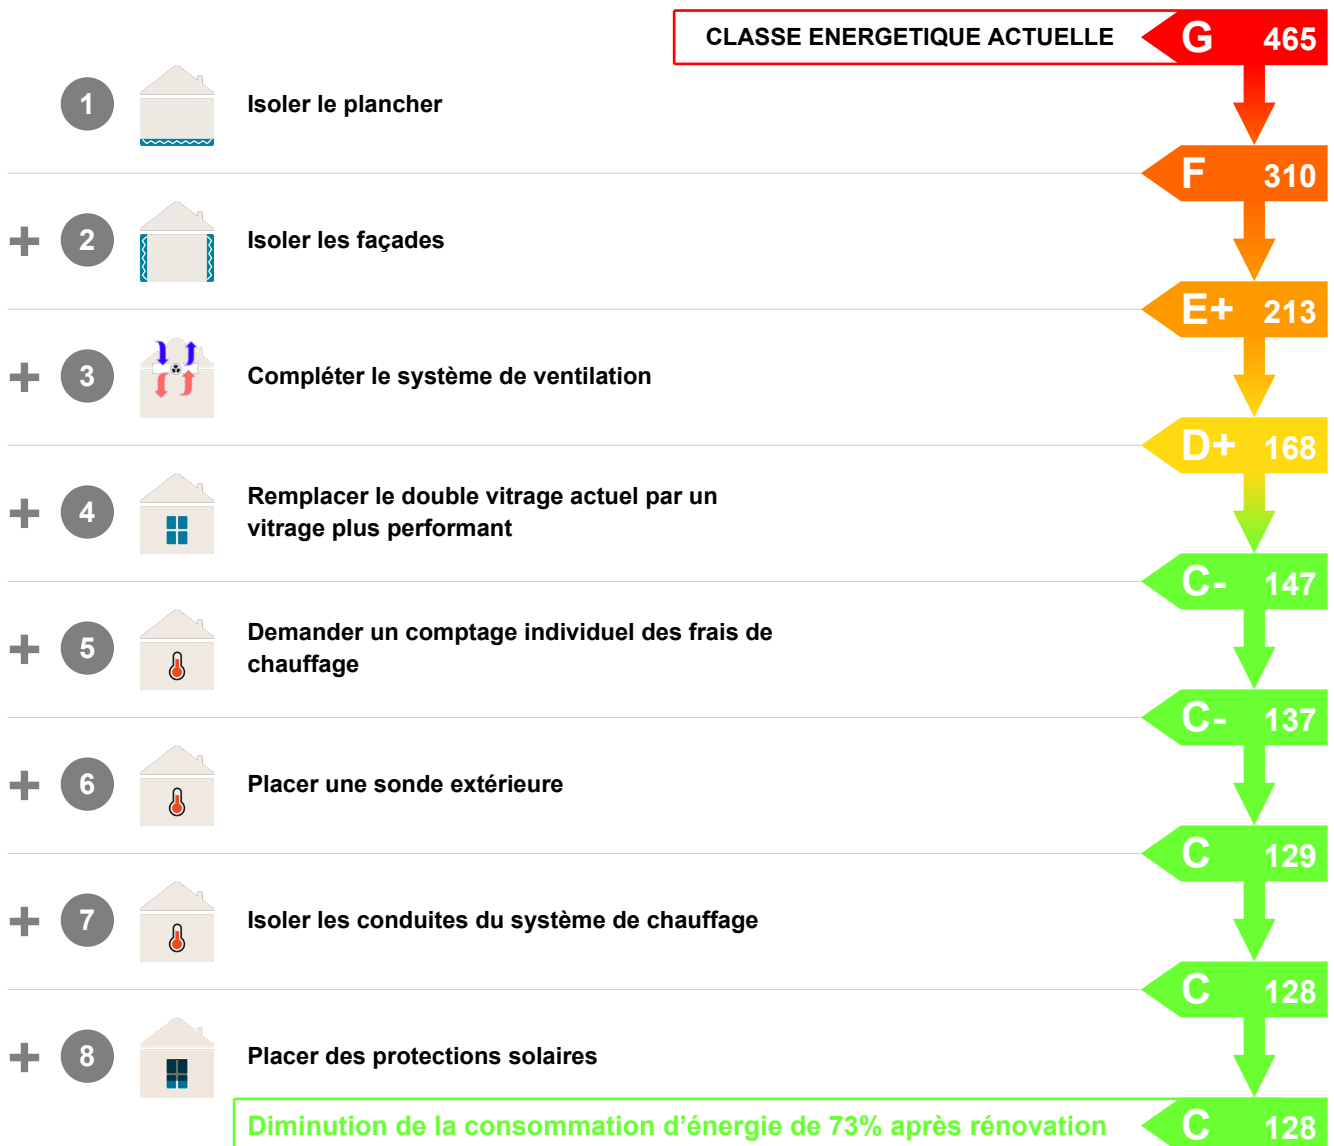 CLASSE ENERGETIQUE ACTUELLE G 465
1 Isoler le plancher
F 310
+ 2 Isoler les façades
E+ 213
+ 3 Compléter le système de ventilation
D+ 168
+ 4 Remplacer le double vitrage actuel par un
vitrage plus performant
C- 147
+ 5 Demander un comptage individuel des frais de
chauffage
C- 137
+ 6 Placer une sonde extérieure
C 129
+ 7 Isoler les conduites du système de chauffage
C 128
+ 8 Placer des protections solaires
Diminution de la consommation d’énergie de 73% après rénovation C 128